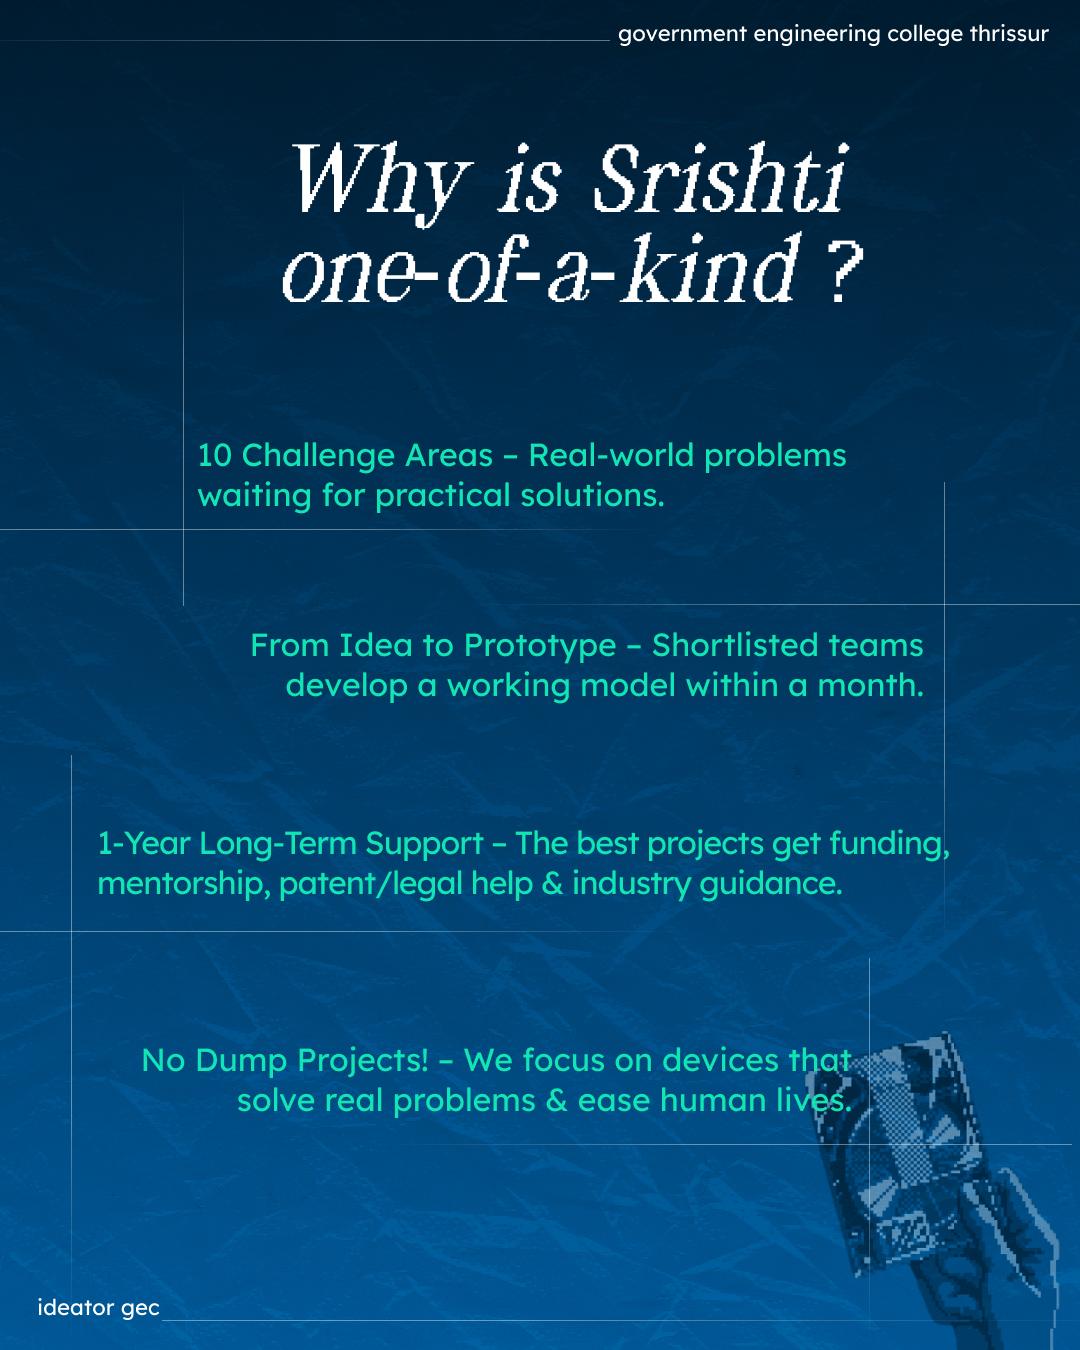 government engineering college thrissur
Why is Srishti
one-of-a-kind ?
10 Challenge Areas – Real-world problems
waiting for practical solutions.
From Idea to Prototype – Shortlisted teams
develop a working model within a month.
1-Year Long-Term Support – The best projects get funding,
mentorship, patent/legal help & industry guidance.
No Dump Projects! – We focus on devices that
solve real problems & ease human lives.
ideator gec